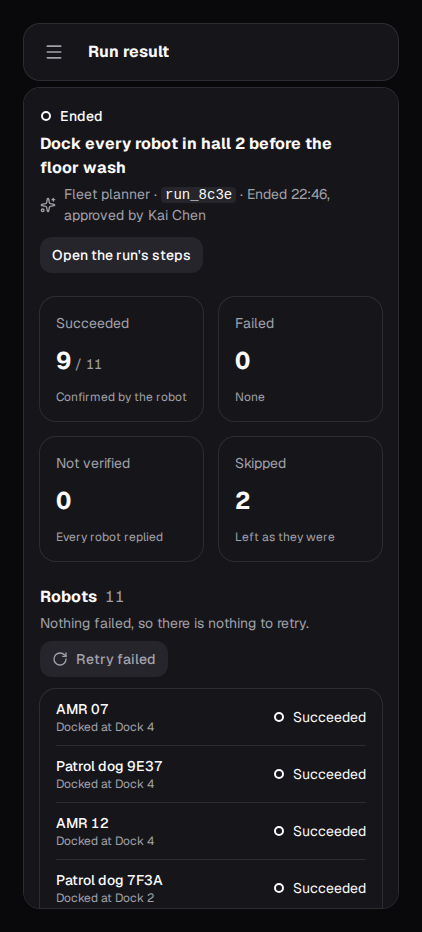 Run result
Ended
Dock every robot in hall 2 before the
floor wash
Fleet planner · run_8c3e · Ended 22:46,
approved by Kai Chen
Open the run's steps
Succeeded
9 / 11
Confirmed by the robot
Failed
0
None
Not verified
0
Every robot replied
Skipped
2
Left as they were
Robots 11
Nothing failed, so there is nothing to retry.
Retry failed
AMR 07
Docked at Dock 4
Succeeded
Patrol dog 9E37
Docked at Dock 4
Succeeded
AMR 12
Docked at Dock 4
Succeeded
Patrol dog 7F3A
Docked at Dock 2
Succeeded